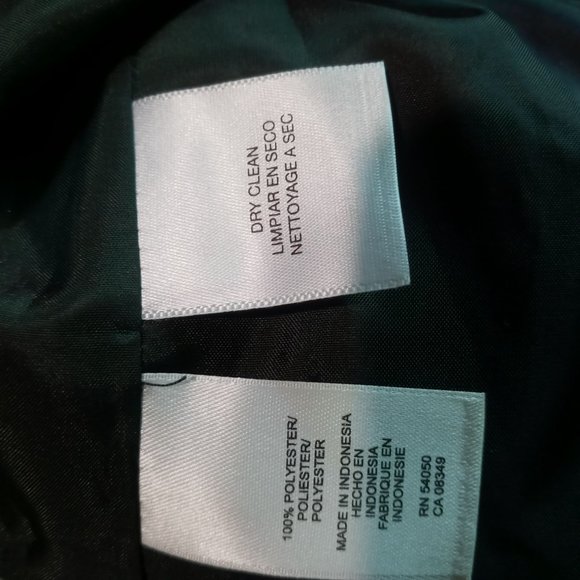 DRY CLEAN
LIMPIAR EN SECO
NETTOYAGE A SEC
100% POLYESTER/
POLIESTER/
POLYESTER
MADE IN INDONESIA
HECHO EN
INDONESIA
FABRIQUE EN
INDONESIE
RN 54050
CA 08349